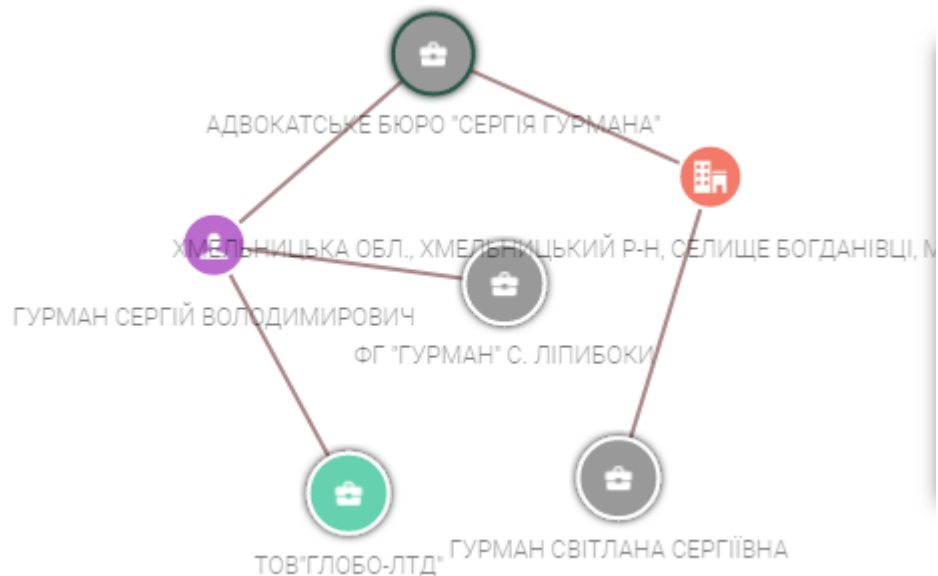 АДВОКАТСЬКЕ БЮРО "СЕРГІЯ ГУРМАНА"
ХМЕЛЬНИЦЬКА ОБЛ., ХМЕЛЬНИЦЬКИЙ Р-Н, СЕЛИЩЕ БОГДАНІВЦІ, М
ГУРМАН СЕРГІЙ ВОЛОДИМИРОВИЧ
ФГ "ГУРМАН" С. ЛІПИБОКИ
ГУРМАН СВІТЛАНА СЕРГІЇВНА
ТОВ"ГЛОБО-ЛТД"